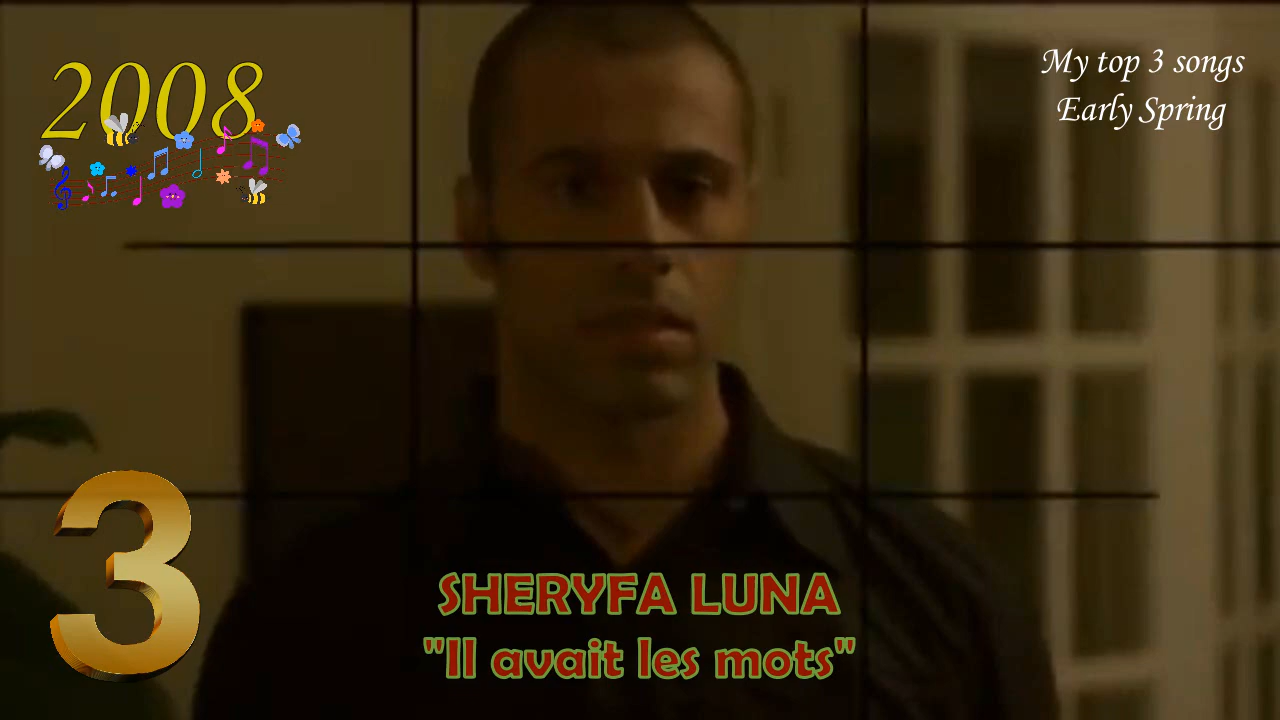 2008
My top 3 songs
Early Spring
3
SHERYFA LUNA
"Il avait les mots"